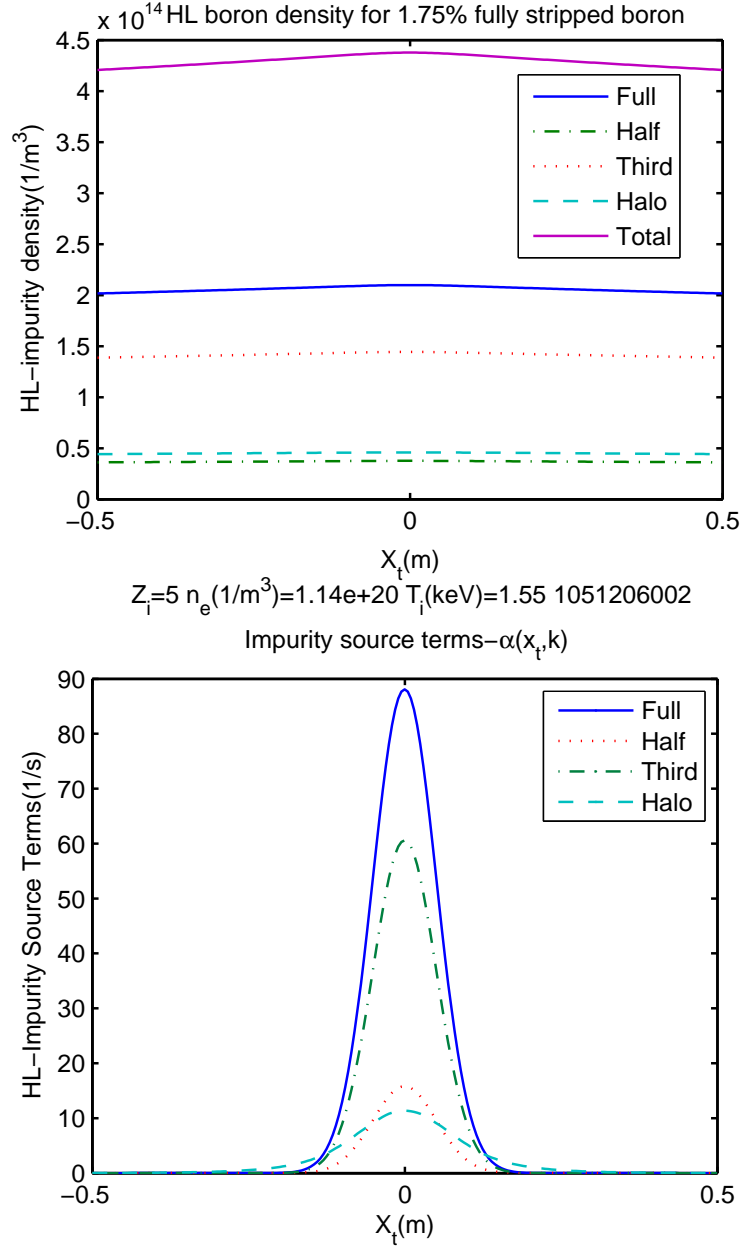 x 10^14 HL boron density for 1.75% fully stripped boron
4.5
4
3.5
3
2.5
2
1.5
1
0.5
0
HL−impurity density(1/m^3)
Full
Half
Third
Halo
Total
−0.5
0
0.5
X_t(m)
Z_i=5 n_e(1/m^3)=1.14e+20 T_i(keV)=1.55 1051206002
Impurity source terms−α(x_t,k)
90
80
70
60
50
40
30
20
10
0
HL−Impurity Source Terms(1/s)
Full
Half
Third
Halo
−0.5
0
0.5
X_t(m)